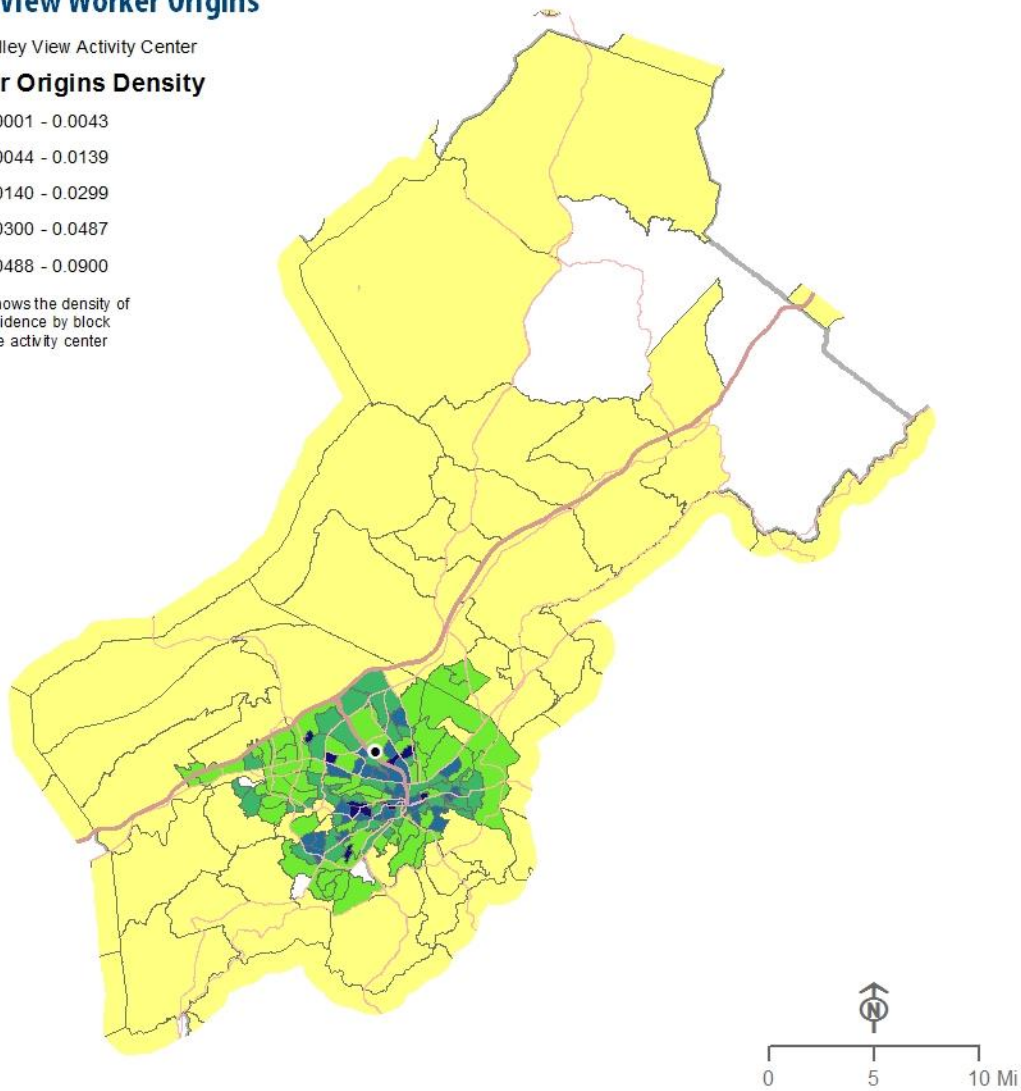 View Worker Origins
lley View Activity Center
r Origins Density
0001 - 0.0043
0044 - 0.0139
0140 - 0.0299
0300 - 0.0487
0488 - 0.0900
hows the density of
idence by block
e activity center
N
0 5 10 Mi